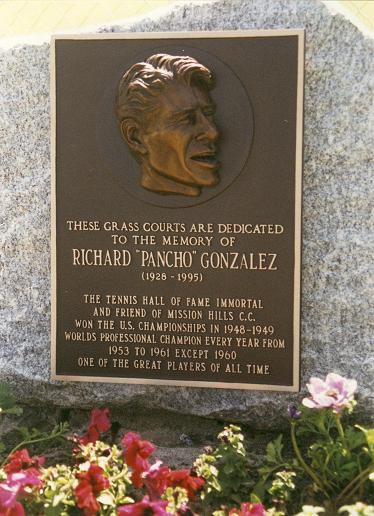 THESE GRASS COURTS ARE DEDICATED
TO THE MEMORY OF
RICHARD "PANCHO" GONZALEZ
(1928 - 1995)
THE TENNIS HALL OF FAME IMMORTAL
AND FRIEND OF MISSION HILLS C.C.
WON THE U.S. CHAMPIONSHIPS IN 1948-1949
WORLDS PROFESSIONAL CHAMPION EVERY YEAR FROM
1953 TO 1961 EXCEPT 1960
ONE OF THE GREAT PLAYERS OF ALL TIME